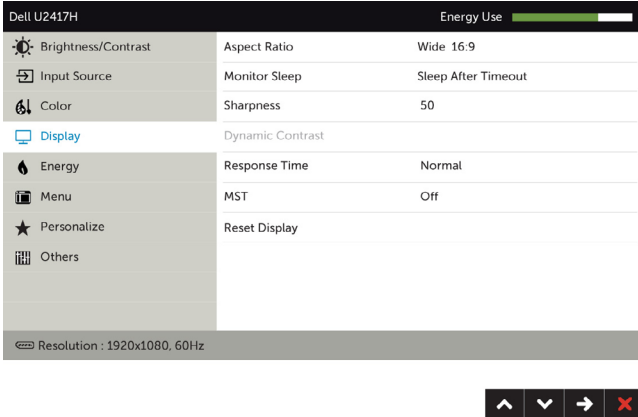 Dell U2417H Energy Use
Brightness/Contrast Aspect Ratio Wide 16:9
Input Source Monitor Sleep Sleep After Timeout
Color Sharpness 50
Display Dynamic Contrast
Energy Response Time Normal
Menu MST Off
Personalize Reset Display
Others
Resolution : 1920x1080, 60Hz